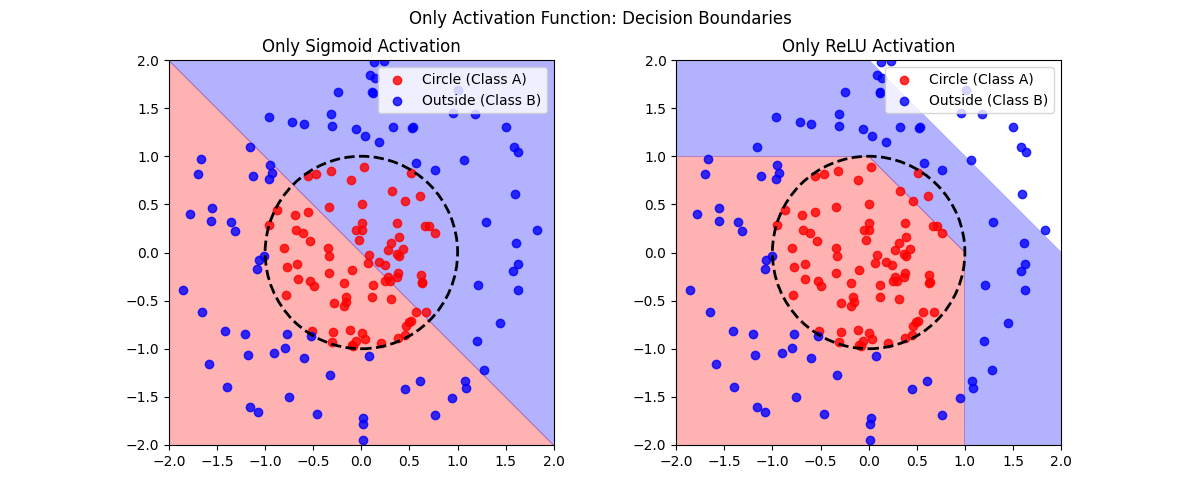 Only Activation Function: Decision Boundaries
Only Sigmoid Activation
Circle (Class A)
Outside (Class B)
2.0
1.5
1.0
0.5
0.0
−0.5
−1.0
−1.5
−2.0
−2.0 −1.5 −1.0 −0.5 0.0 0.5 1.0 1.5 2.0
Only ReLU Activation
Circle (Class A)
Outside (Class B)
2.0
1.5
1.0
0.5
0.0
−0.5
−1.0
−1.5
−2.0
−2.0 −1.5 −1.0 −0.5 0.0 0.5 1.0 1.5 2.0